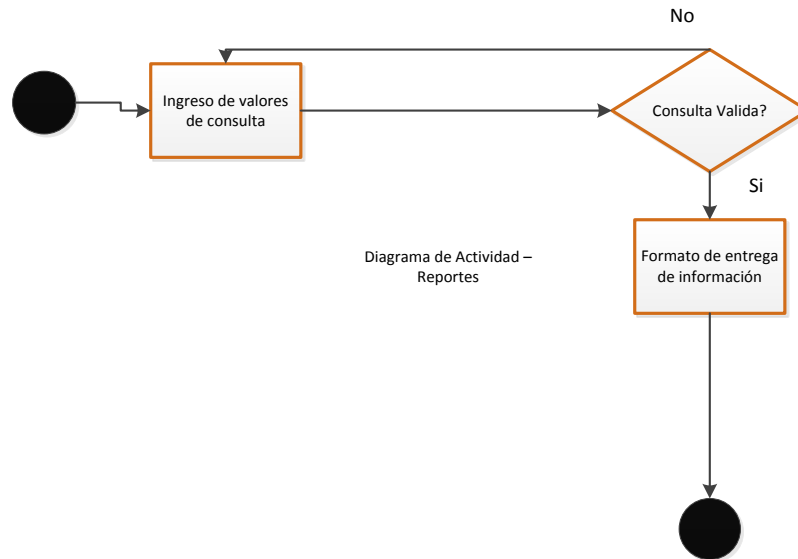 No
Ingreso de valores
de consulta
Consulta Valida?
Si
Diagrama de Actividad –
Reportes
Formato de entrega
de información